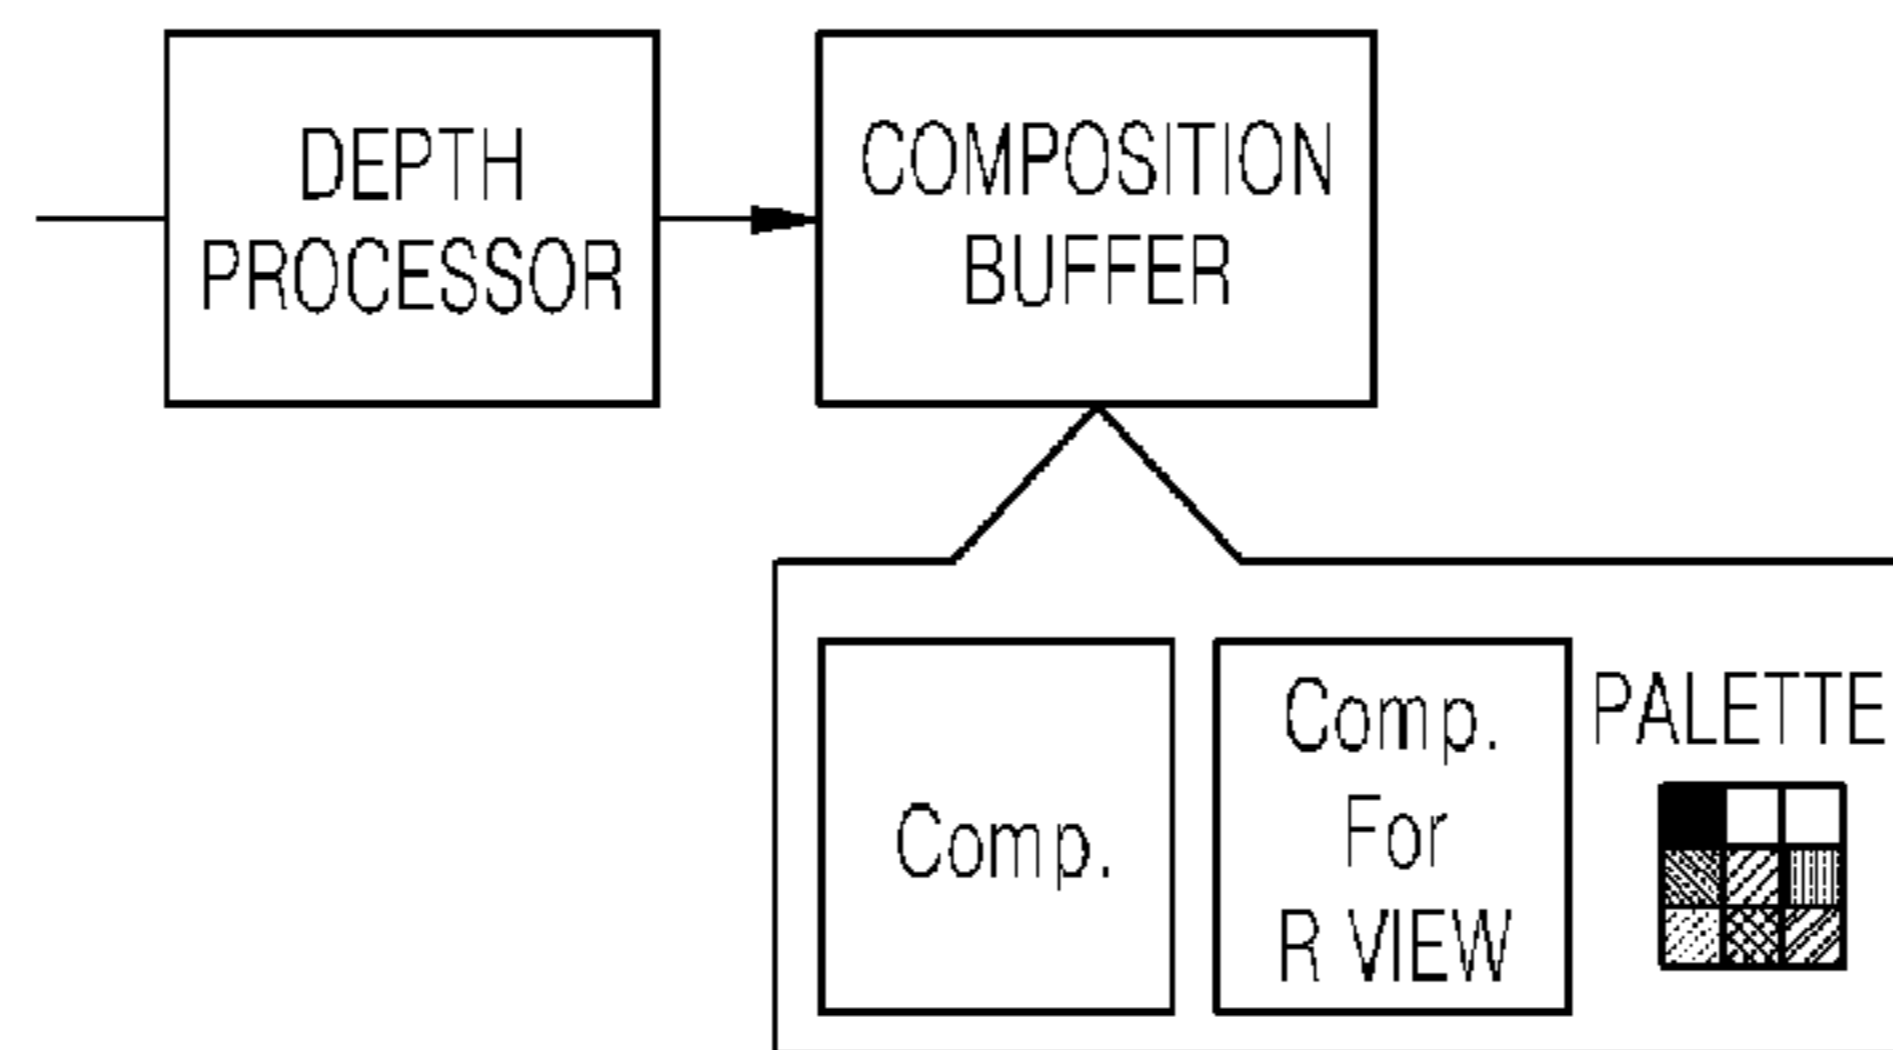 DEPTH
PROCESSOR
COMPOSITION
BUFFER
Comp.
Comp.
For
R VIEW
PALETTE